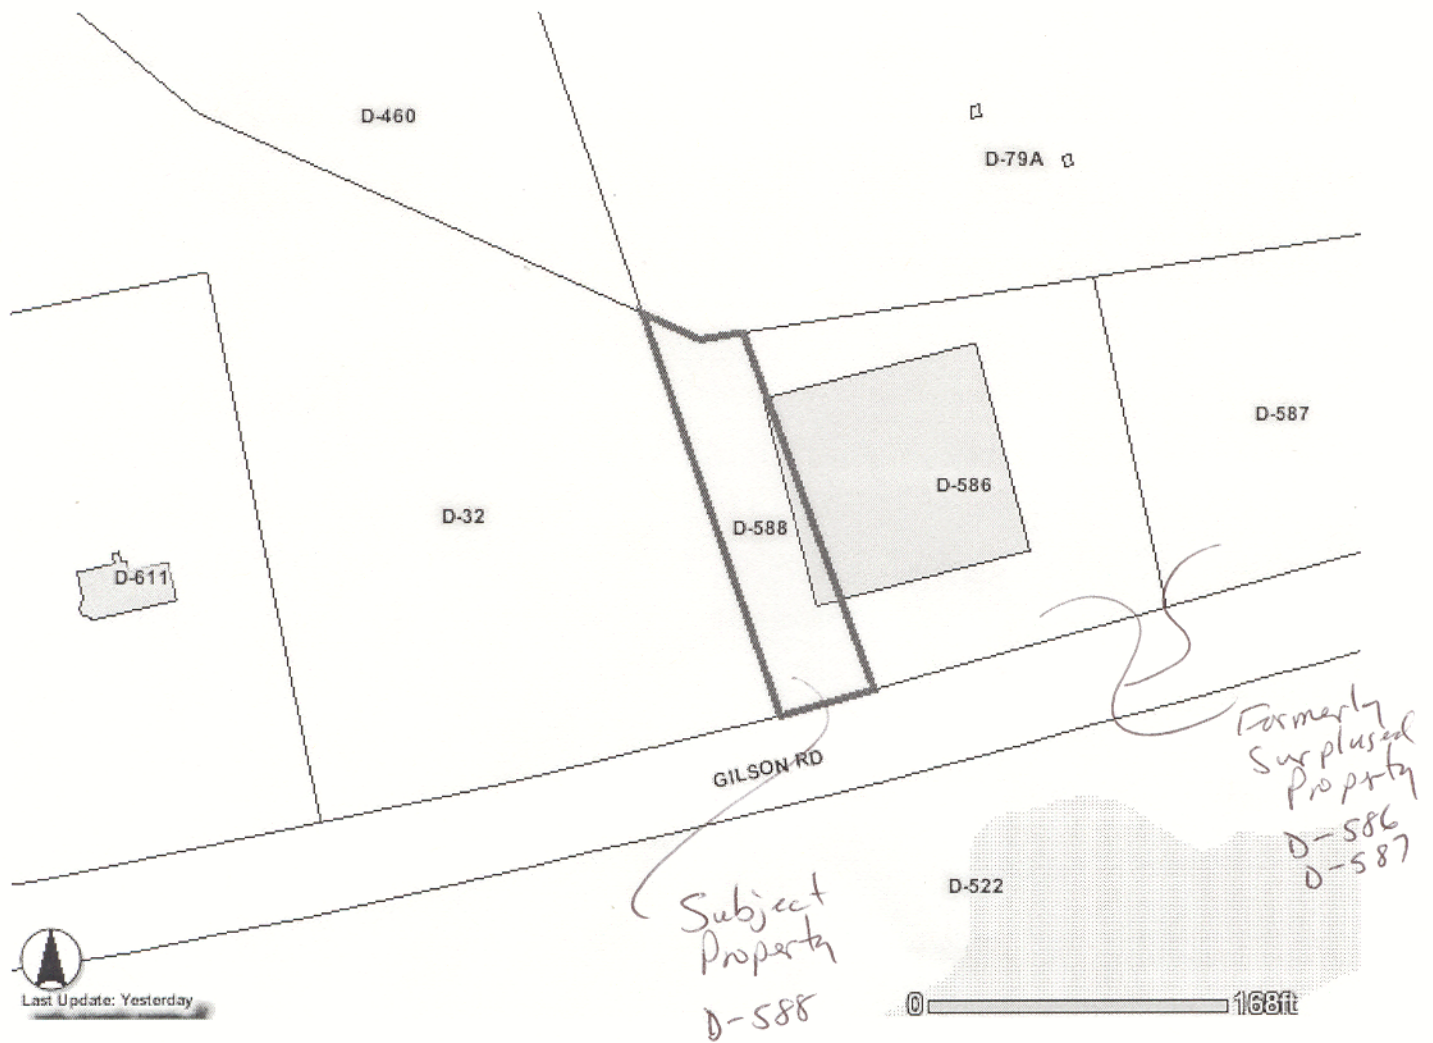 D-460
D-79A
D-587
D-586
D-32
D-588
D-611
GILSON RD
Formerly
Surplused
Property
D-586
D-587
D-522
Subject
Property
D-588
Last Update: Yesterday
0 168ft